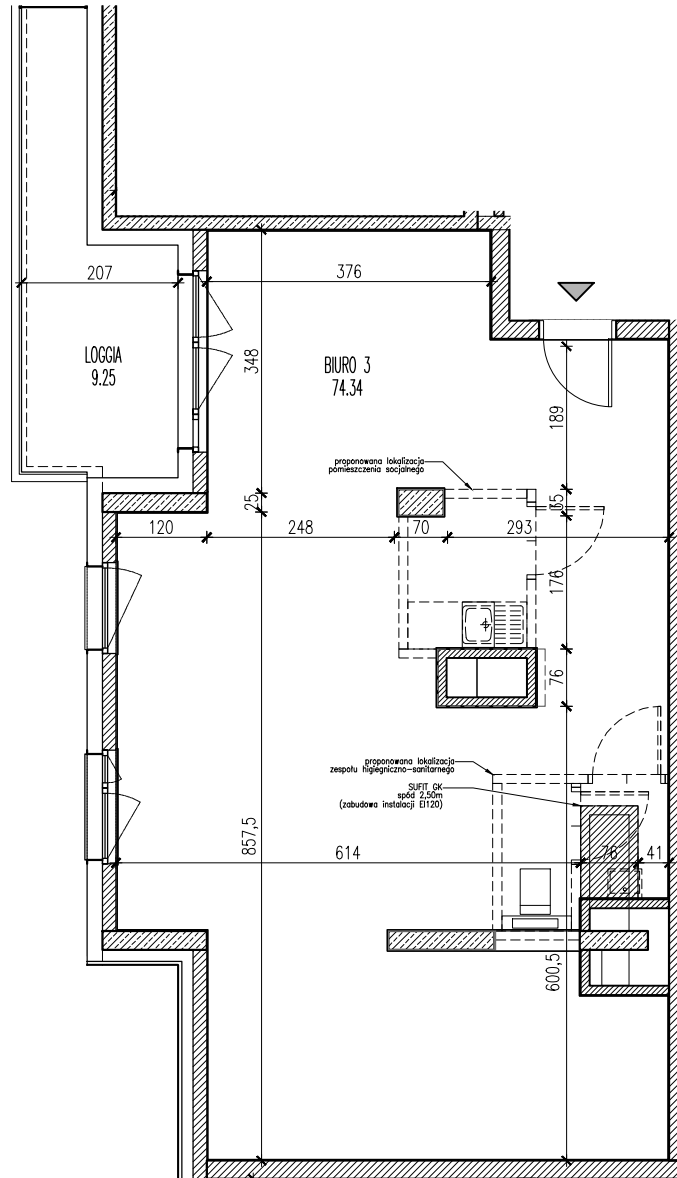 207
376
LOGGIA
9.25
348
BIURO 3
74.34
189
proponowana lokalizacja
pomieszczenia socjalnego
25
35
120
248
70
293
176
76
proponowana lokalizacja
zespołu higiegniczno-sanitarnego
SUFIT GK
spód 2,50m
(zabudowa instalacji EI120)
857,5
614
76
41
600,5